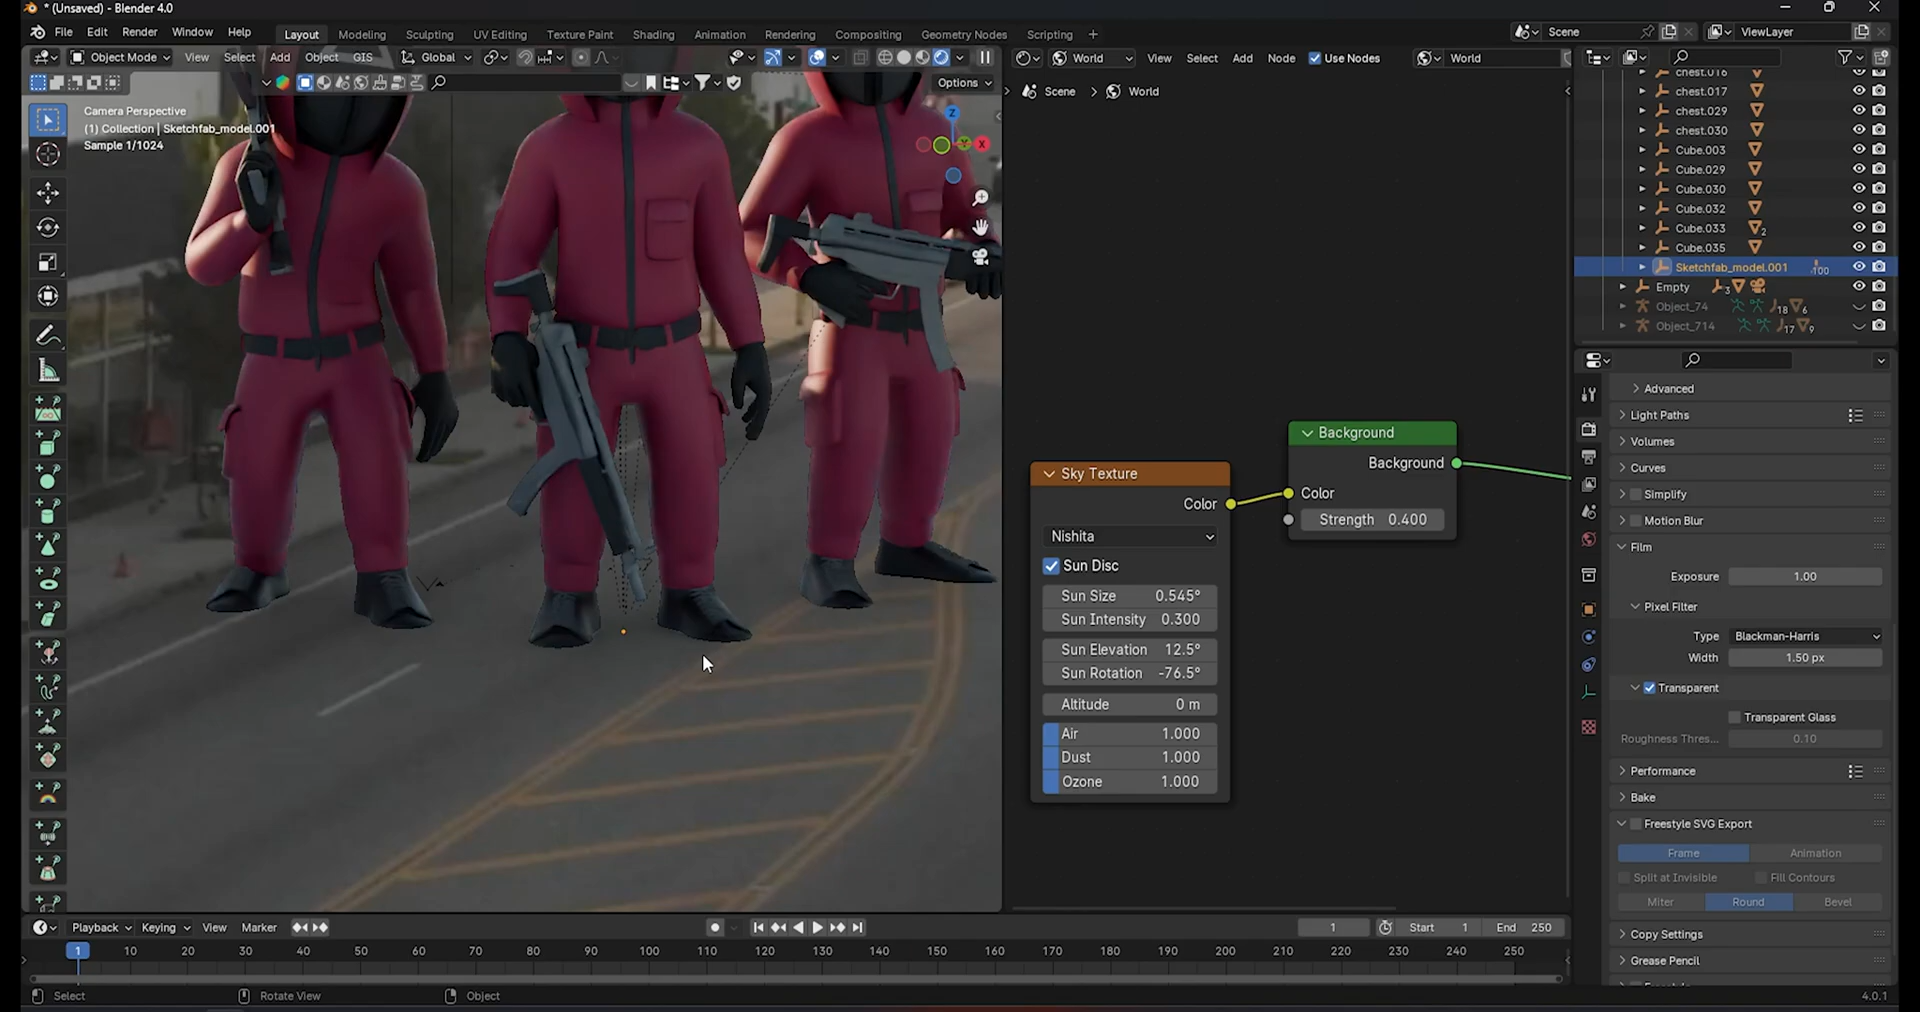 * (Unsaved) - Blender 4.0
File Edit Render Window Help Layout Modeling Sculpting UV Editing Texture Paint Shading Animation Rendering Compositing Geometry Nodes Scripting + Scene ViewLayer
Object Mode View Select Add Object GIS Global World View Select Add Node Use Nodes World
Options
Camera Perspective
(1) Collection | Sketchfab_model.001
Sample 1/1024
Z
Y
X
Scene > World
chest.016
chest.017
chest.029
chest.030
Cube.003
Cube.029
Cube.030
Cube.032
Cube.033 2
Cube.035
Sketchfab_model.001 100
Empty 3
Object_74 18 6
Object_714 17 9
Sky Texture
Color
Nishita
Sun Disc
Sun Size 0.545°
Sun Intensity 0.300
Sun Elevation 12.5°
Sun Rotation -76.5°
Altitude 0 m
Air 1.000
Dust 1.000
Ozone 1.000
Background
Background
Color
Strength 0.400
Advanced
Light Paths
Volumes
Curves
Simplify
Motion Blur
Film
Exposure 1.00
Pixel Filter
Type Blackman-Harris
Width 1.50 px
Transparent
Transparent Glass
Roughness Thres... 0.10
Performance
Bake
Freestyle SVG Export
Frame Animation
Split at Invisible Fill Contours
Miter Round Bevel
Copy Settings
Grease Pencil
Playback Keying View Marker 1 Start 1 End 250
1 10 20 30 40 50 60 70 80 90 100 110 120 130 140 150 160 170 180 190 200 210 220 230 240 250
Select Rotate View Object 4.0.1